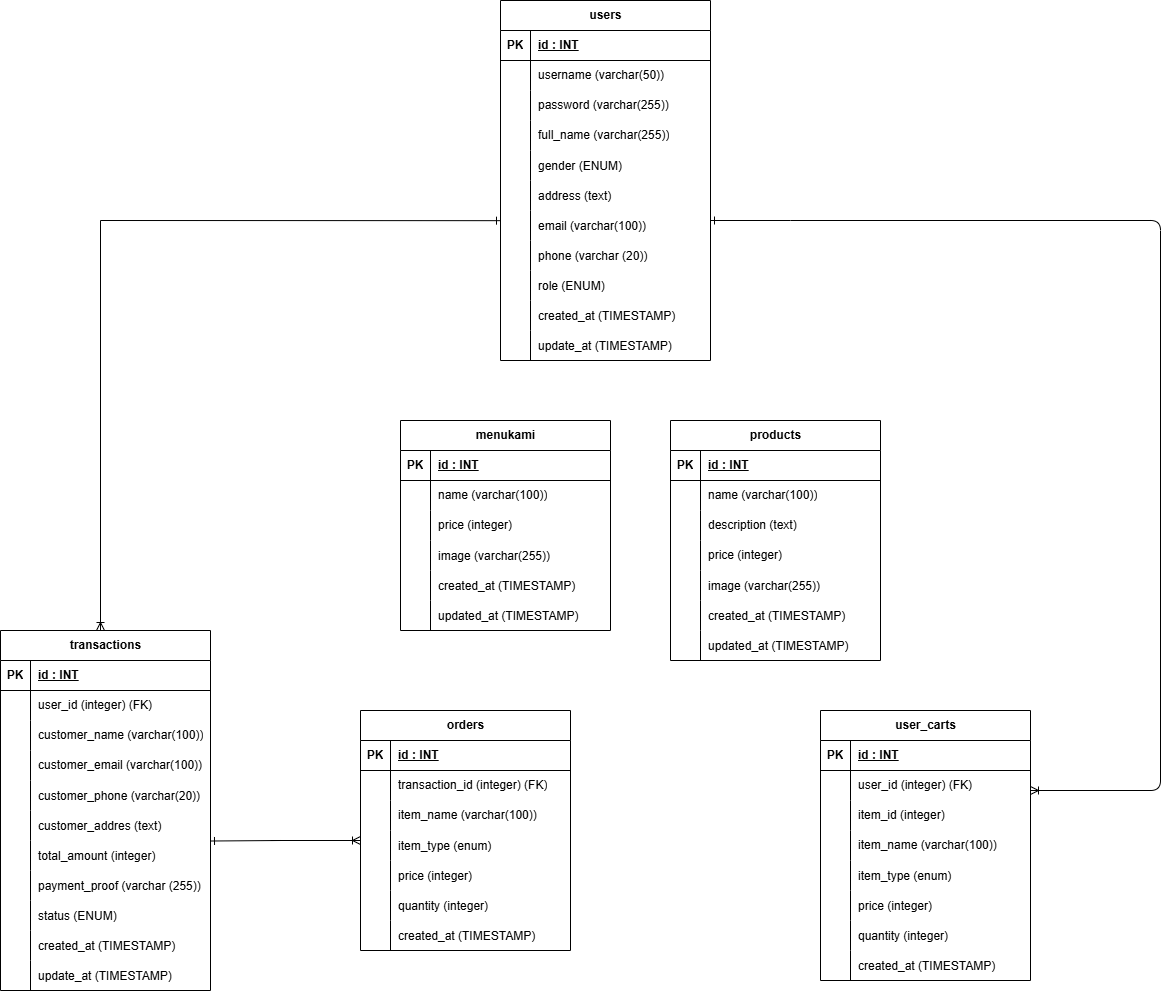 users
PK id : INT
username (varchar(50))
password (varchar(255))
full_name (varchar(255))
gender (ENUM)
address (text)
email (varchar(100))
phone (varchar (20))
role (ENUM)
created_at (TIMESTAMP)
update_at (TIMESTAMP)
menukami
PK id : INT
name (varchar(100))
price (integer)
image (varchar(255))
created_at (TIMESTAMP)
updated_at (TIMESTAMP)
products
PK id : INT
name (varchar(100))
description (text)
price (integer)
image (varchar(255))
created_at (TIMESTAMP)
updated_at (TIMESTAMP)
transactions
PK id : INT
user_id (integer) (FK)
customer_name (varchar(100))
customer_email (varchar(100))
customer_phone (varchar(20))
customer_addres (text)
total_amount (integer)
payment_proof (varchar (255))
status (ENUM)
created_at (TIMESTAMP)
update_at (TIMESTAMP)
orders
PK id : INT
transaction_id (integer) (FK)
item_name (varchar(100))
item_type (enum)
price (integer)
quantity (integer)
created_at (TIMESTAMP)
user_carts
PK id : INT
user_id (integer) (FK)
item_id (integer)
item_name (varchar(100))
item_type (enum)
price (integer)
quantity (integer)
created_at (TIMESTAMP)